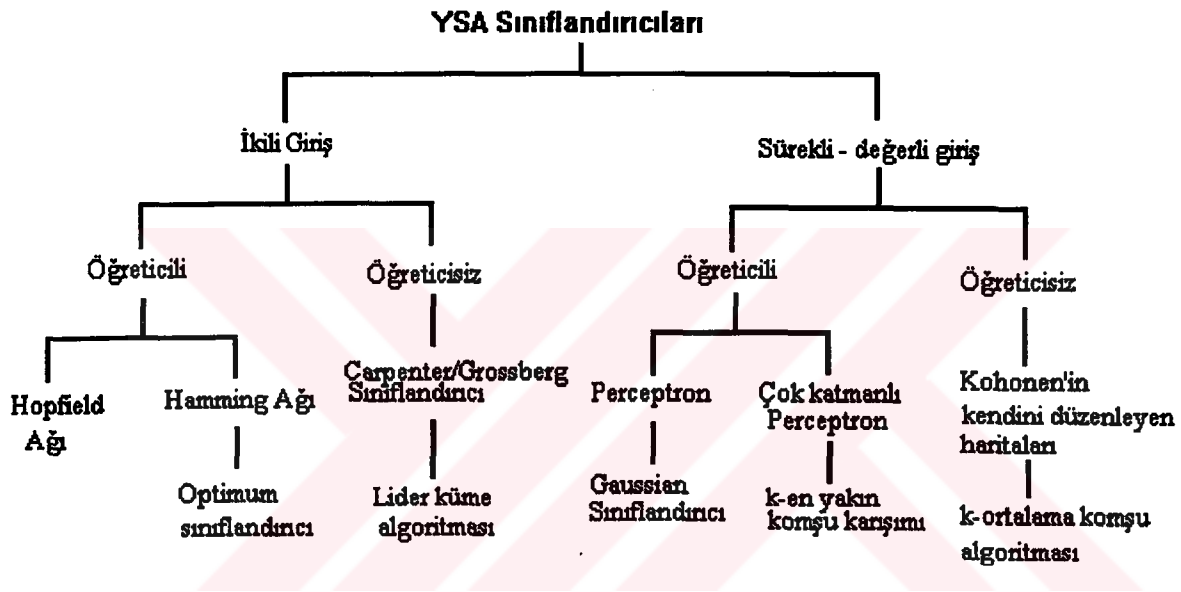 YSA Sınıflandırıcıları
İkili Giriş
Sürekli - değerli giriş
Öğreticili
Öğreticisiz
Öğreticili
Öğreticisiz
Hopfield
Ağı
Hamming Ağı
Carpenter/Grossberg
Sınıflandırıcı
Perceptron
Çok katmanlı
Perceptron
Kohonen'in
kendini düzenleyen
haritaları
Optimum
sınıflandırıcı
Lider küme
algoritması
Gaussian
Sınıflandırıcı
k-en yakın
komşu karışımı
k-ortalama komşu
algoritması